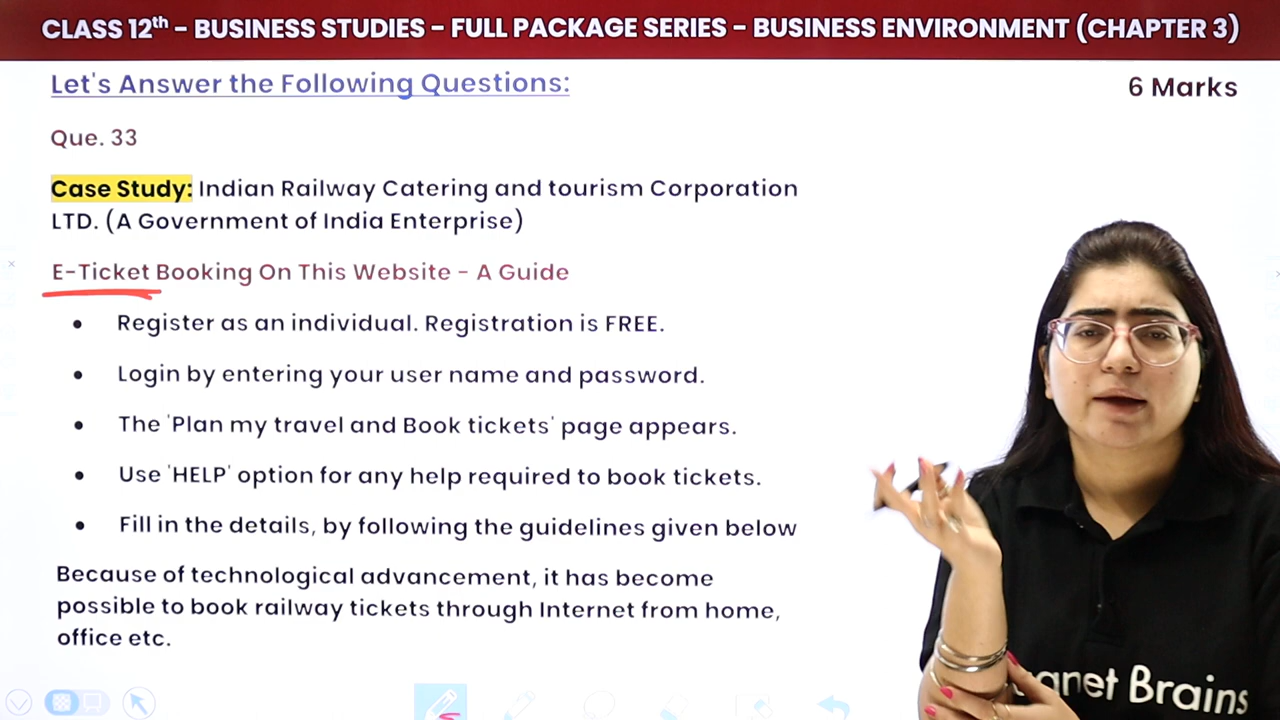 CLASS 12th - BUSINESS STUDIES - FULL PACKAGE SERIES - BUSINESS ENVIRONMENT (CHAPTER 3)
Let's Answer the Following Questions:
6 Marks
Que. 33
Case Study: Indian Railway Catering and tourism Corporation
LTD. (A Government of India Enterprise)
E-Ticket Booking On This Website - A Guide
• Register as an individual. Registration is FREE.
• Login by entering your user name and password.
• The 'Plan my travel and Book tickets' page appears.
• Use 'HELP' option for any help required to book tickets.
• Fill in the details, by following the guidelines given below
Because of technological advancement, it has become
possible to book railway tickets through Internet from home,
office etc.
Brains